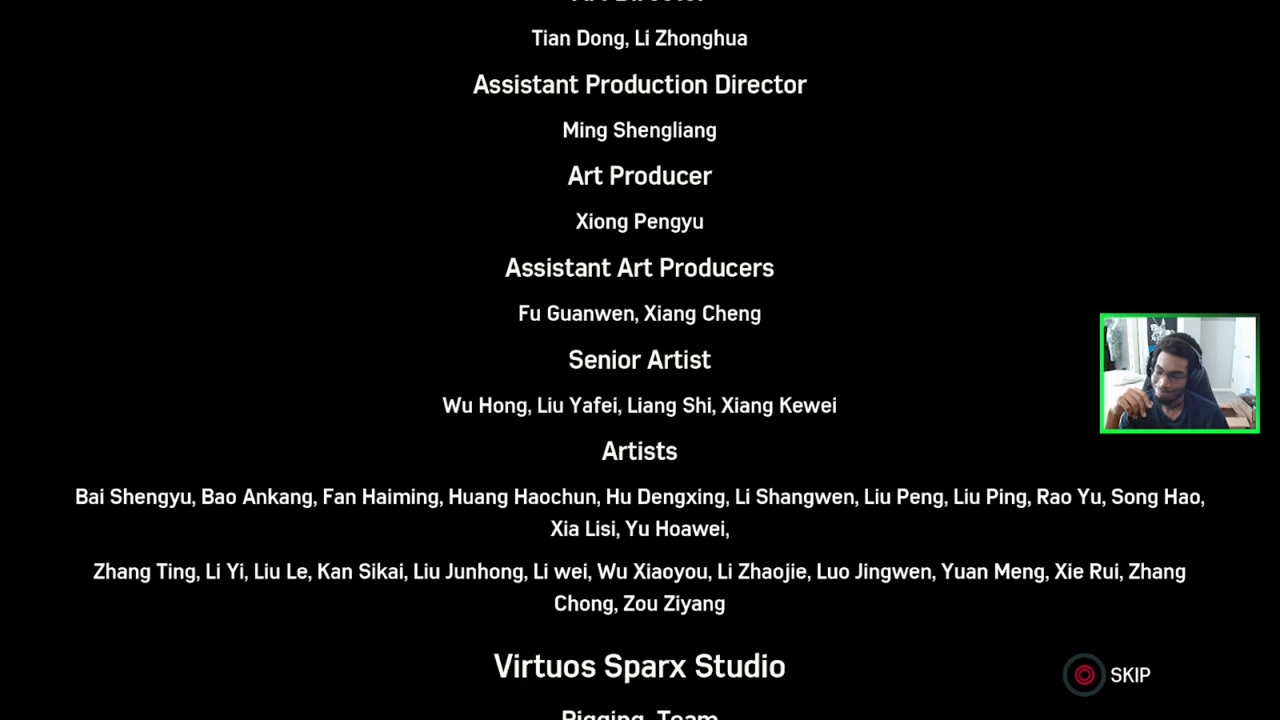 Art Director
Tian Dong, Li Zhonghua
Assistant Production Director
Ming Shengliang
Art Producer
Xiong Pengyu
Assistant Art Producers
Fu Guanwen, Xiang Cheng
Senior Artist
Wu Hong, Liu Yafei, Liang Shi, Xiang Kewei
Artists
Bai Shengyu, Bao Ankang, Fan Haiming, Huang Haochun, Hu Dengxing, Li Shangwen, Liu Peng, Liu Ping, Rao Yu, Song Hao,
Xia Lisi, Yu Hoawei,
Zhang Ting, Li Yi, Liu Le, Kan Sikai, Liu Junhong, Li wei, Wu Xiaoyou, Li Zhaojie, Luo Jingwen, Yuan Meng, Xie Rui, Zhang
Chong, Zou Ziyang
Virtuos Sparx Studio
SKIP
Rigging Team